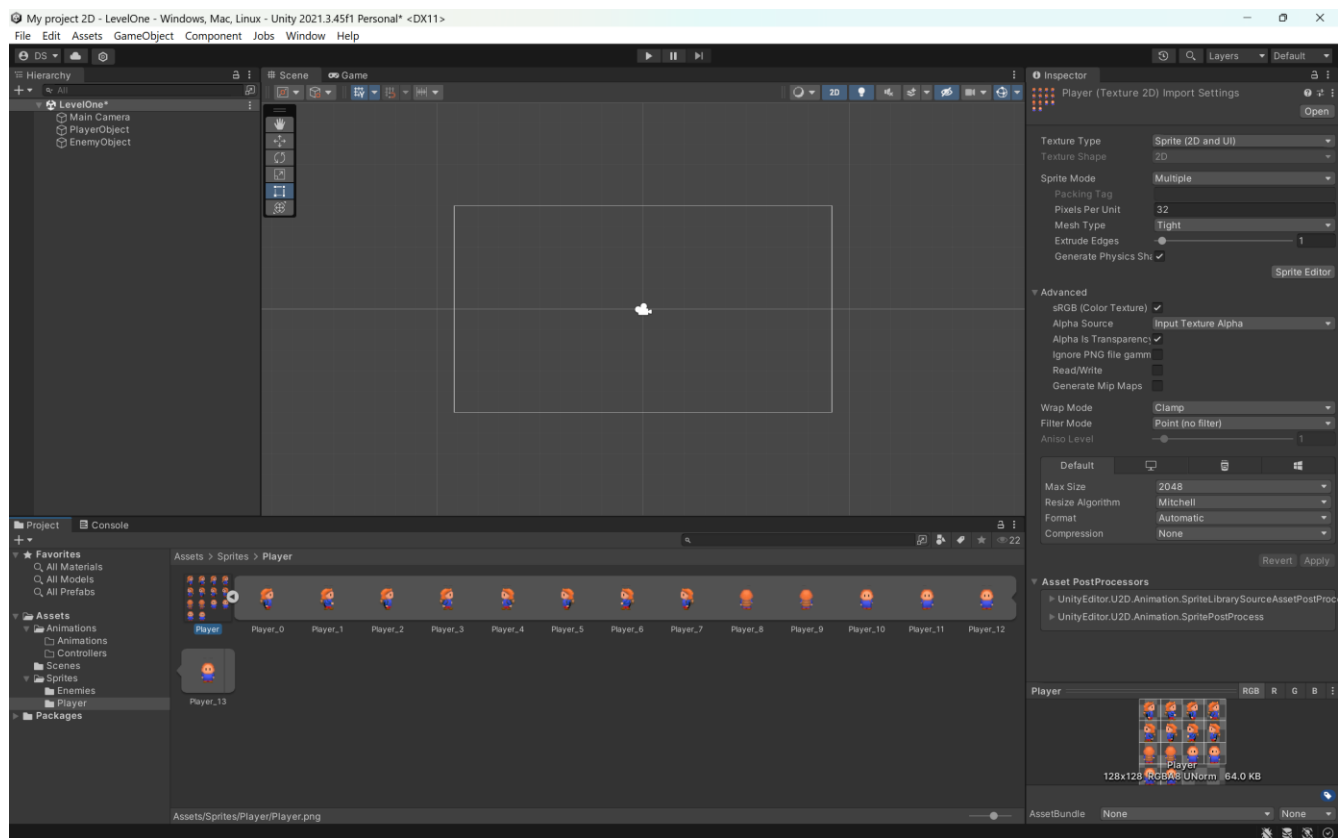 My project 2D - LevelOne - Windows, Mac, Linux - Unity 2021.3.45f1 Personal* <DX11>
File Edit Assets GameObject Component Jobs Window Help
DS
Layers Default
Hierarchy
All
LevelOne*
Main Camera
PlayerObject
EnemyObject
Scene Game
2D
Inspector
Player (Texture 2D) Import Settings
Open
Texture Type Sprite (2D and UI)
Texture Shape 2D
Sprite Mode Multiple
Packing Tag
Pixels Per Unit 32
Mesh Type Tight
Extrude Edges 1
Generate Physics Sha
Sprite Editor
Advanced
sRGB (Color Texture)
Alpha Source Input Texture Alpha
Alpha Is Transparency
Ignore PNG file gamm
Read/Write
Generate Mip Maps
Wrap Mode Clamp
Filter Mode Point (no filter)
Aniso Level 1
Default
Max Size 2048
Resize Algorithm Mitchell
Format Automatic
Compression None
Revert Apply
Asset PostProcessors
UnityEditor.U2D.Animation.SpriteLibrarySourceAssetPostProc
UnityEditor.U2D.Animation.SpritePostProcess
Project Console
22
Favorites
All Materials
All Models
All Prefabs
Assets
Animations
Animations
Controllers
Scenes
Sprites
Enemies
Player
Packages
Assets > Sprites > Player
Player Player_0 Player_1 Player_2 Player_3 Player_4 Player_5 Player_6 Player_7 Player_8 Player_9 Player_10 Player_11 Player_12
Player_13
Assets/Sprites/Player/Player.png
Player RGB R G B
Player
128x128 RGBA8 UNorm 64.0 KB
AssetBundle None None